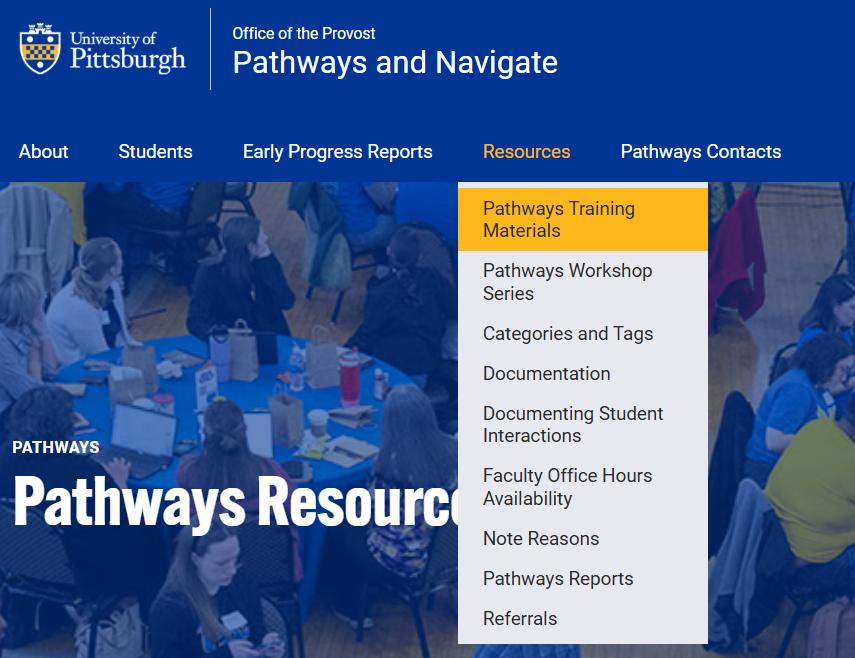 University of
Pittsburgh
Office of the Provost
Pathways and Navigate
About Students Early Progress Reports Resources Pathways Contacts
Pathways Training
Materials
Pathways Workshop
Series
Categories and Tags
Documentation
Documenting Student
Interactions
Faculty Office Hours
Availability
Note Reasons
Pathways Reports
Referrals
PATHWAYS
Pathways Resourc